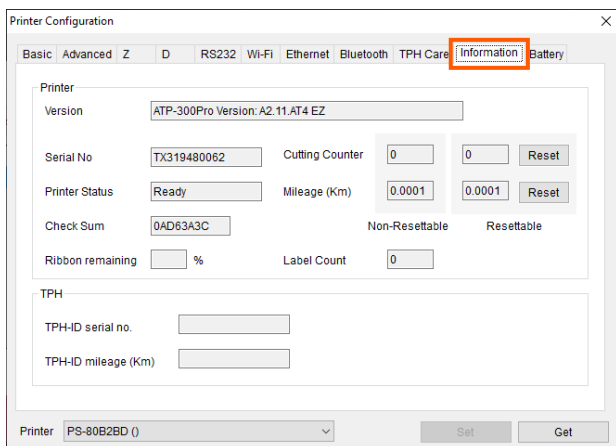 Printer Configuration
Basic Advanced Z D RS232 Wi-Fi Ethernet Bluetooth TPH Care Information Battery
Printer
Version ATP-300Pro Version: A2.11.AT4 EZ
Serial No TX319480062 Cutting Counter 0 0 Reset
Printer Status Ready Mileage (Km) 0.0001 0.0001 Reset
Check Sum 0AD63A3C Non-Resettable Resettable
Ribbon remaining % Label Count 0
TPH
TPH-ID serial no.
TPH-ID mileage (Km)
Printer PS-80B2BD () Set Get